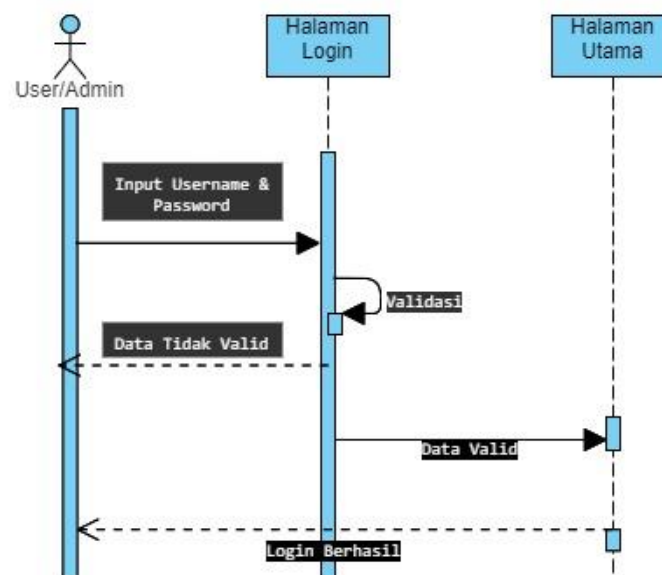 User/Admin
Halaman
Login
Halaman
Utama
Input Username &
Password
Validasi
Data Tidak Valid
Data Valid
Login Berhasil